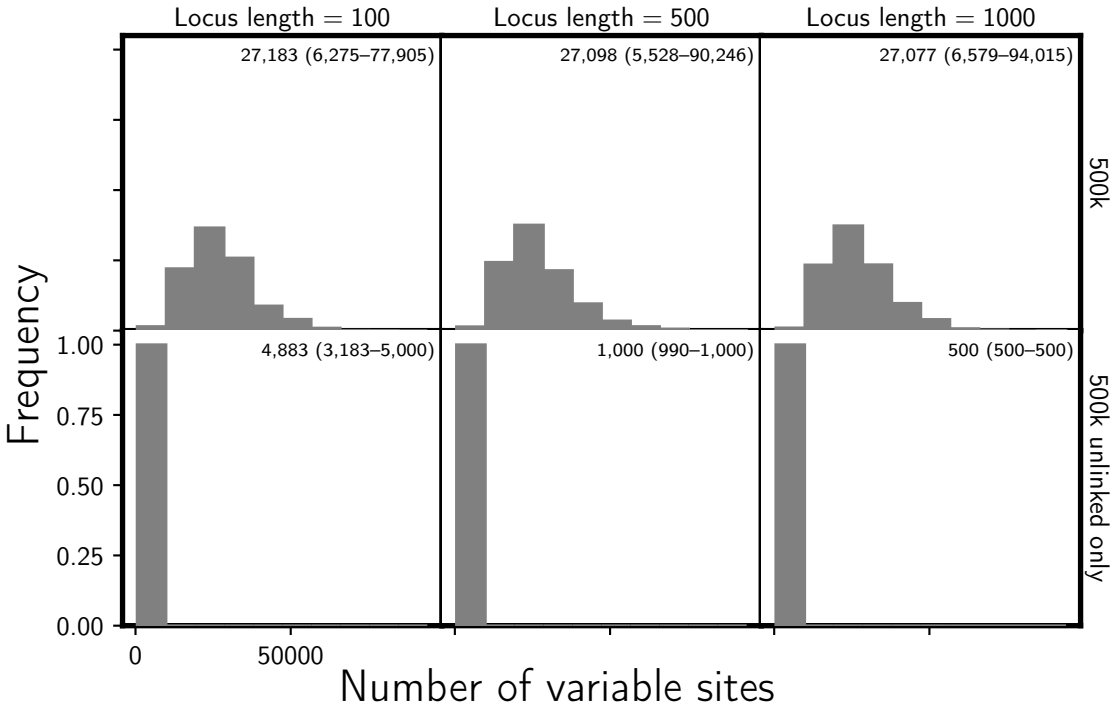 Locus length = 100
Locus length = 500
Locus length = 1000
27,183 (6,275–77,905)
27,098 (5,528–90,246)
27,077 (6,579–94,015)
500k
Frequency
4,883 (3,183–5,000)
1,000 (990–1,000)
500 (500–500)
500k unlinked only
1.00
0.75
0.50
0.25
0.00
0
50000
Number of variable sites